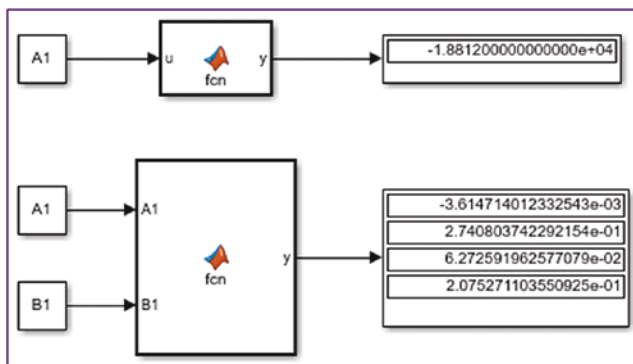 A1
u
fcn
y
-1.881200000000000e+04
A1
B1
A1
B1
fcn
y
-3.614714012332543e-03
2.740803742292154e-01
6.272591962577079e-02
2.075271103550925e-01